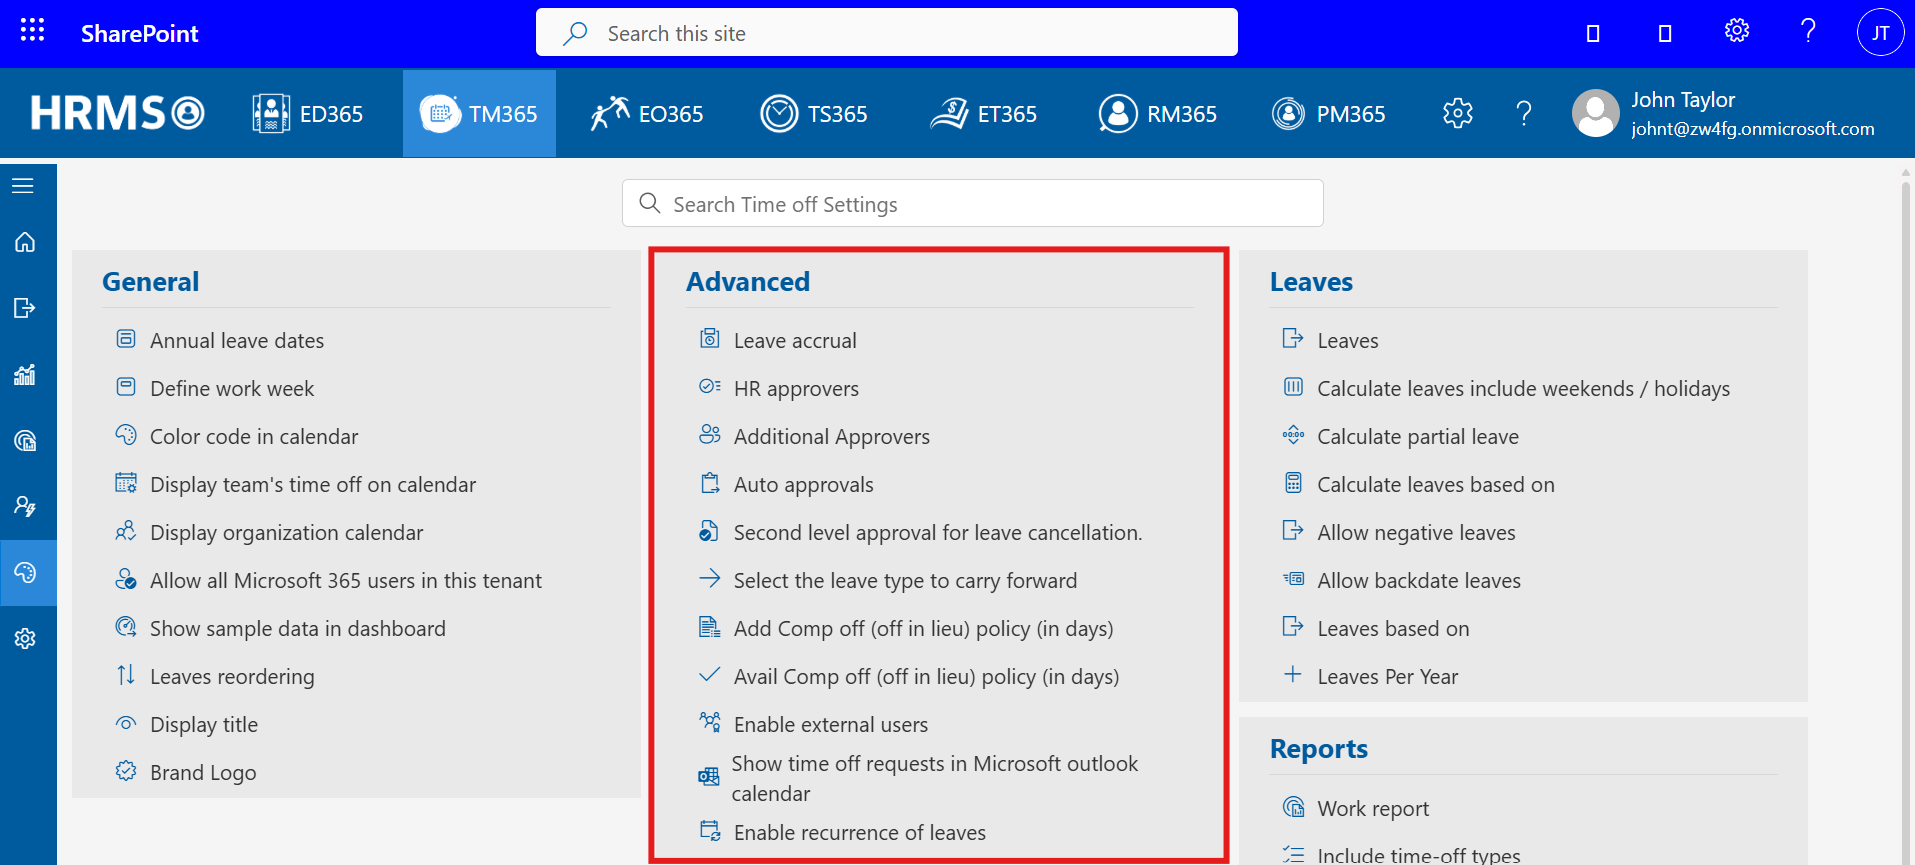 SharePoint
Search this site
JT
HRMS
ED365
TM365
EO365
TS365
ET365
RM365
PM365
John Taylor
johnt@zw4fg.onmicrosoft.com
Search Time off Settings
General
Annual leave dates
Define work week
Color code in calendar
Display team's time off on calendar
Display organization calendar
Allow all Microsoft 365 users in this tenant
Show sample data in dashboard
Leaves reordering
Display title
Brand Logo
Advanced
Leave accrual
HR approvers
Additional Approvers
Auto approvals
Second level approval for leave cancellation.
Select the leave type to carry forward
Add Comp off (off in lieu) policy (in days)
Avail Comp off (off in lieu) policy (in days)
Enable external users
Show time off requests in Microsoft outlook
calendar
Enable recurrence of leaves
Leaves
Leaves
Calculate leaves include weekends / holidays
Calculate partial leave
Calculate leaves based on
Allow negative leaves
Allow backdate leaves
Leaves based on
Leaves Per Year
Reports
Work report
Include time-off types